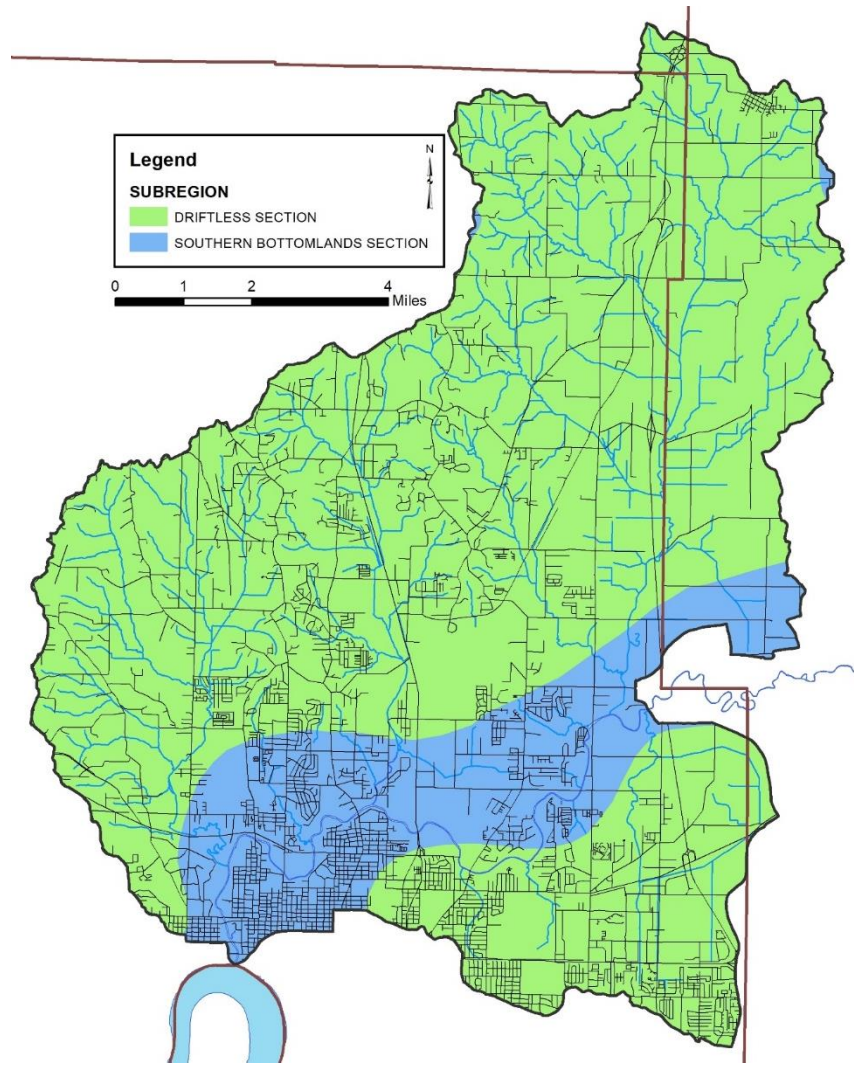 Legend
N
SUBREGION
DRIFTLESS SECTION
SOUTHERN BOTTOMLANDS SECTION
0 1 2 4
Miles